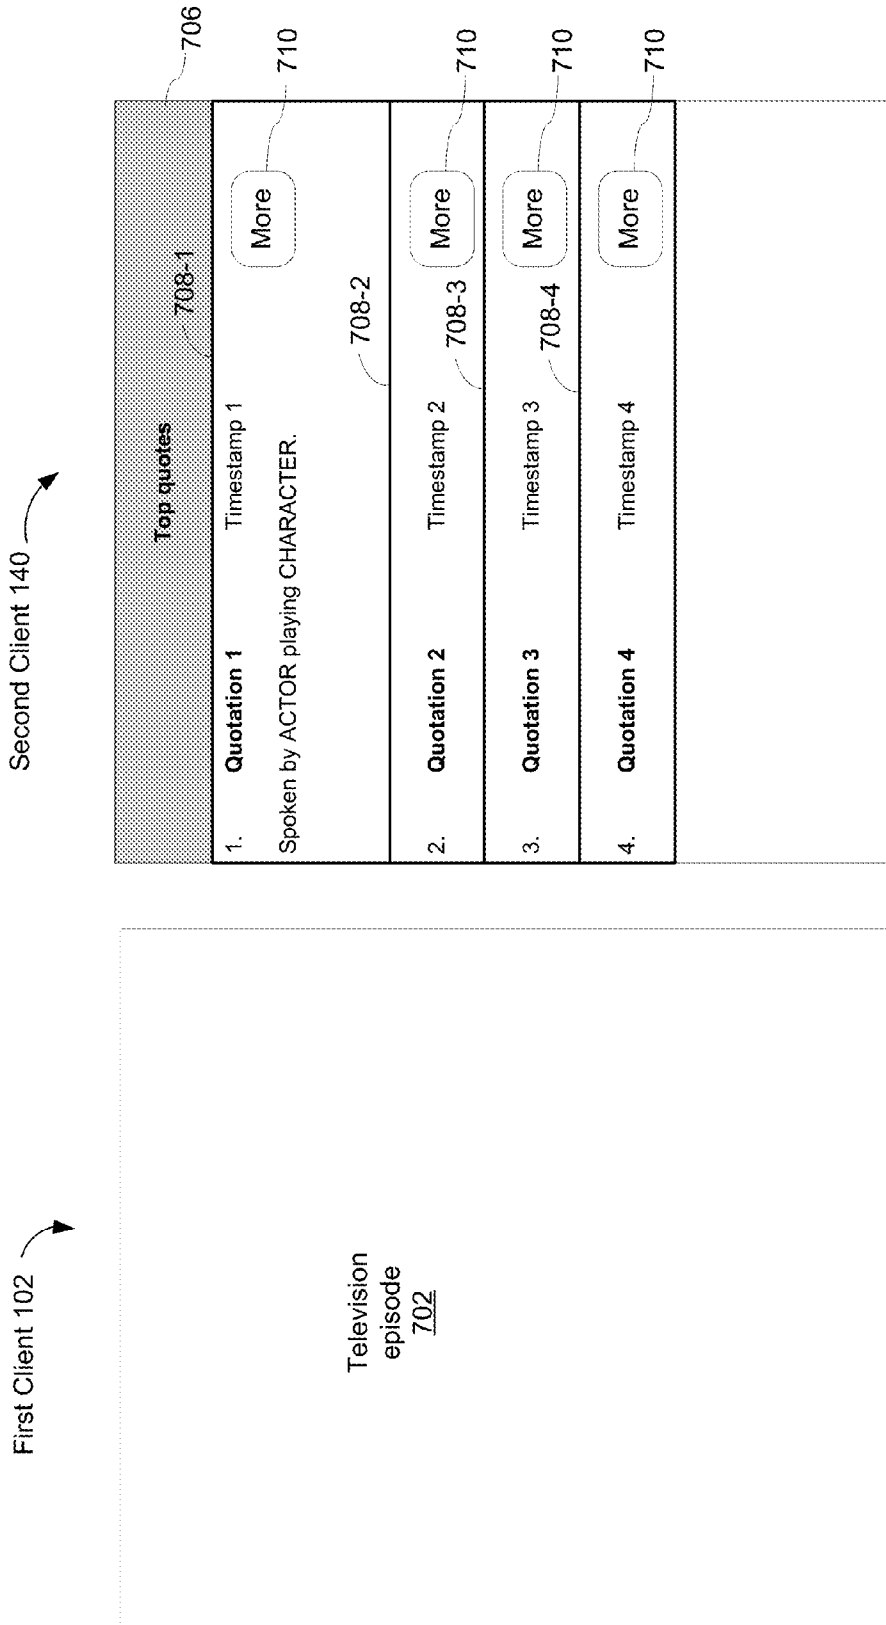 First Client 102
Television
episode
702
Second Client 140
Top quotes
706
708-1
1. Quotation 1 Timestamp 1
More
710
Spoken by ACTOR playing CHARACTER.
708-2
2. Quotation 2 Timestamp 2 More
710
708-3
3. Quotation 3 Timestamp 3 More
710
708-4
4. Quotation 4 Timestamp 4 More
710